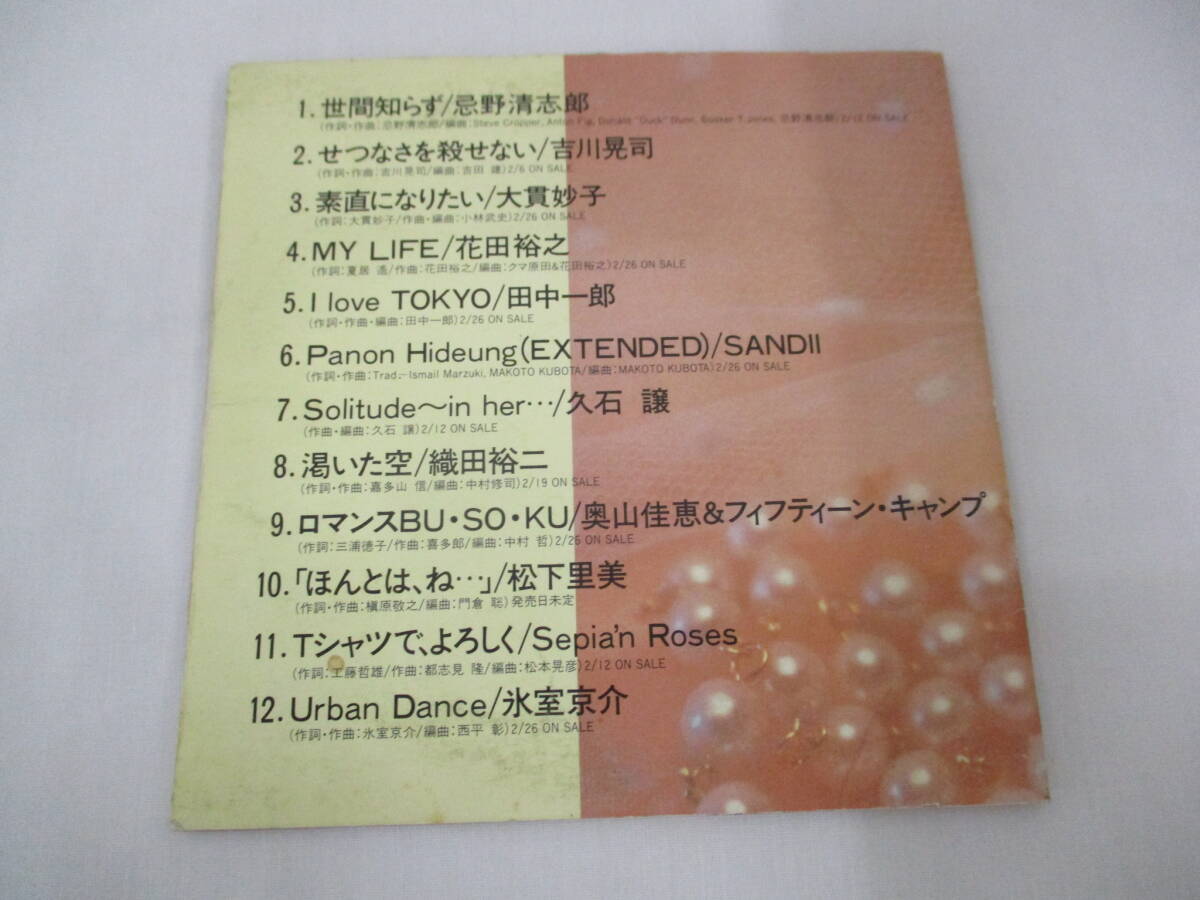 1.世間知らず/忌野清志郎
(作詞・作曲:忌野清志郎/編曲:Steve Cropper, Anton Fig, Donald "Duck" Dunn, Booker T. Jones, 忌野清志郎)2/12 ON SALE
2.せつなさを殺せない/吉川晃司
(作詞・作曲:吉川晃司/編曲:吉田 建)2/6 ON SALE
3.素直になりたい/大貫妙子
(作詞:大貫妙子/作曲・編曲:小林武史)2/26 ON SALE
4.MY LIFE/花田裕之
(作詞:夏居 遙/作曲:花田裕之/編曲:クマ原田&花田裕之)2/26 ON SALE
5.I love TOKYO/田中一郎
(作詞・作曲・編曲:田中一郎)2/26 ON SALE
6.Panon Hideung(EXTENDED)/SANDII
(作詞・作曲:Trad.-Ismail Marzuki, MAKOTO KUBOTA/編曲:MAKOTO KUBOTA)2/26 ON SALE
7.Solitude〜in her…/久石 譲
(作曲・編曲:久石 譲)2/12 ON SALE
8.渇いた空/織田裕二
(作詞・作曲:嘉多山 信/編曲:中村修司)2/19 ON SALE
9.ロマンスBU・SO・KU/奥山佳恵&フィフティーン・キャンプ
(作詞:三浦徳子/作曲:喜多郎/編曲:中村 哲)2/26 ON SALE
10.「ほんとは、ね…」/松下里美
(作詞・作曲:槇原敬之/編曲:門倉 聡)発売日未定
11.Tシャツで、よろしく/Sepia'n Roses
(作詞:工藤哲雄/作曲:都志見 隆/編曲:松本晃彦)2/12 ON SALE
12.Urban Dance/氷室京介
(作詞・作曲:氷室京介/編曲:西平 彰)2/26 ON SALE